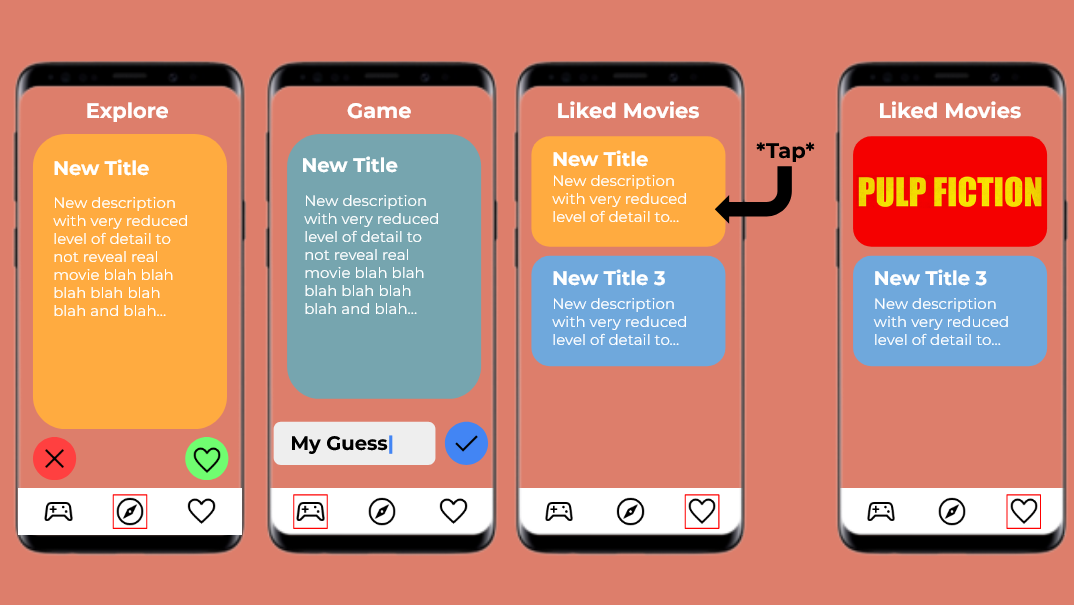 Explore
New Title
New description
with very reduced
level of detail to
not reveal real
movie blah blah
blah blah blah
blah and blah...
Game
New Title
New description
with very reduced
level of detail to
not reveal real
movie blah blah
blah blah blah
blah and blah...
My Guess
Liked Movies
New Title
New description
with very reduced
level of detail to...
New Title 3
New description
with very reduced
level of detail to...
*Tap*
Liked Movies
PULP FICTION
New Title 3
New description
with very reduced
level of detail to...